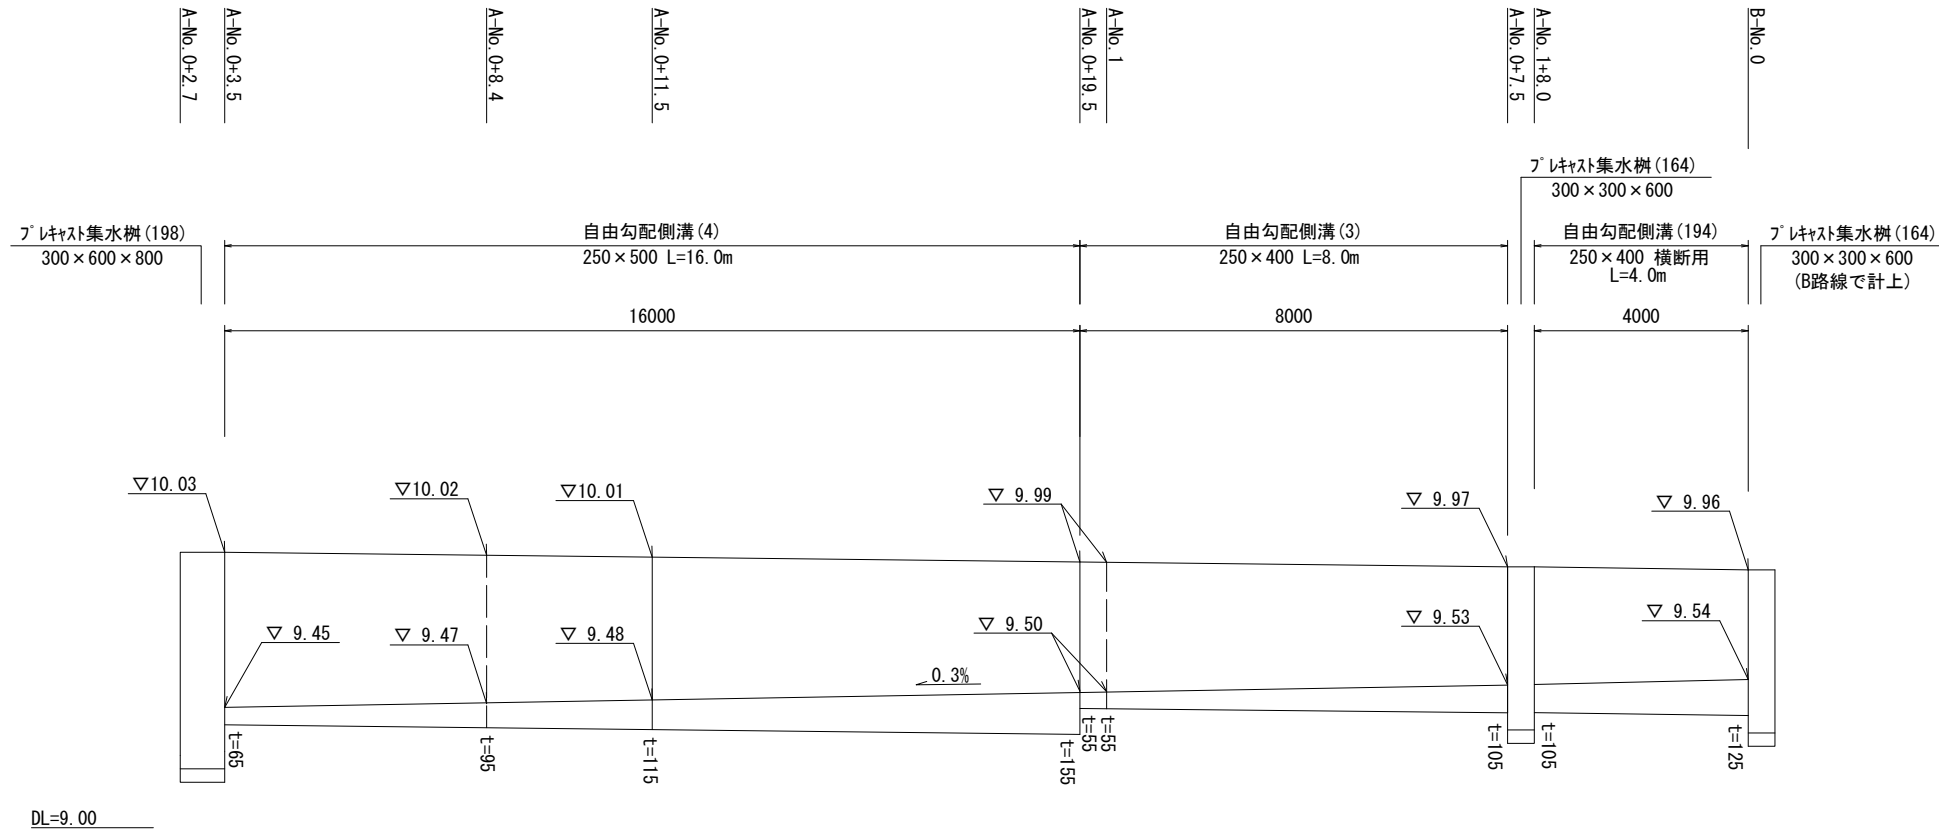 A-No.0+2.7
A-No.0+3.5
A-No.0+8.4
A-No.0+11.5
A-No.0+19.5
A-No.1
A-No.0+7.5
A-No.1+8.0
B-No.0
ﾌﾟﾚｷｬｽﾄ集水桝(164)
300×300×600
ﾌﾟﾚｷｬｽﾄ集水桝(198)
300×600×800
自由勾配側溝(4)
250×500 L=16.0m
自由勾配側溝(3)
250×400 L=8.0m
自由勾配側溝(194)
250×400 横断用
L=4.0m
ﾌﾟﾚｷｬｽﾄ集水桝(164)
300×300×600
(B路線で計上)
16000
8000
4000
▽10.03
▽10.02
▽10.01
▽ 9.99
▽ 9.97
▽ 9.96
▽ 9.45
▽ 9.47
▽ 9.48
▽ 9.50
▽ 9.53
▽ 9.54
0.3%
t=65
t=95
t=115
t=155
t=55
t=55
t=105
t=105
t=125
DL=9.00